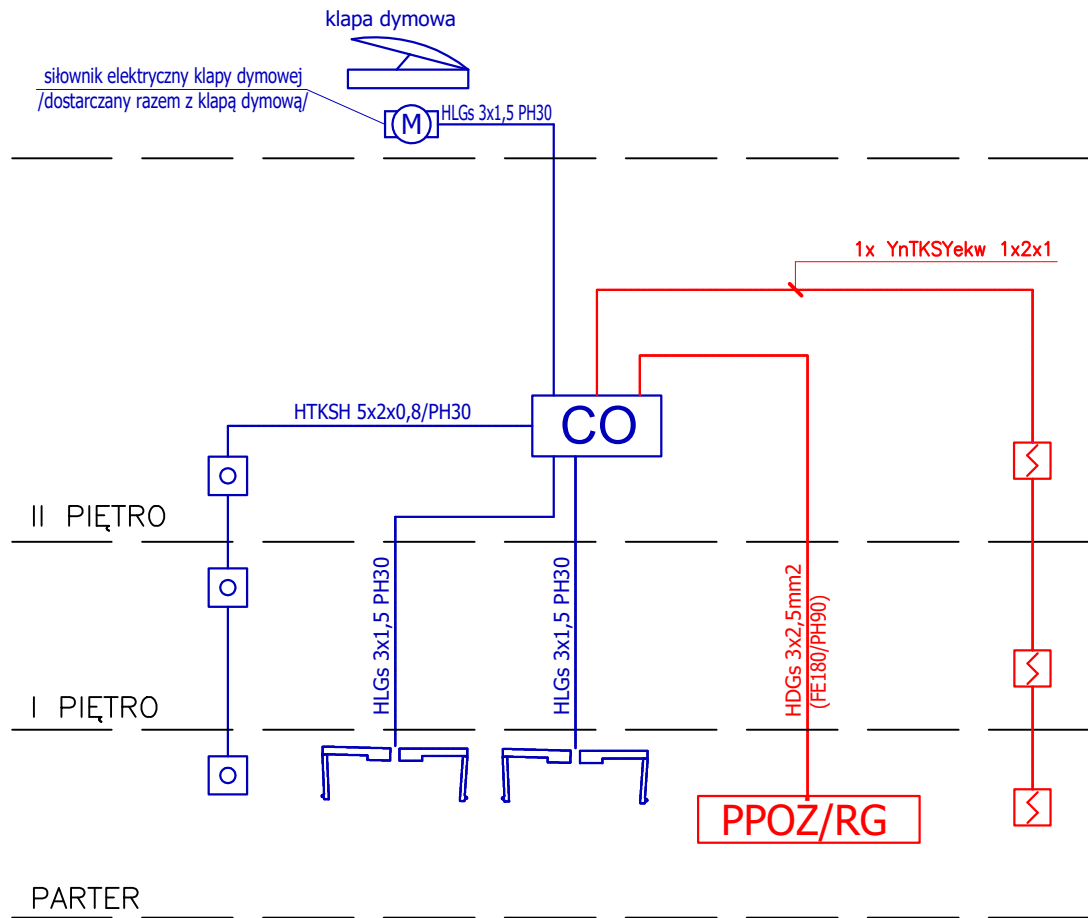 klapa dymowa
siłownik elektryczny klapy dymowej
/dostarczany razem z klapą dymową/
M
HLGs 3x1,5 PH30
1x YnTKSYekw 1x2x1
HTKSH 5x2x0,8/PH30
CO
II PIĘTRO
HLGs 3x1,5 PH30
HLGs 3x1,5 PH30
HDGs 3x2,5mm2
(FE180/PH90)
I PIĘTRO
PPOŻ/RG
PARTER